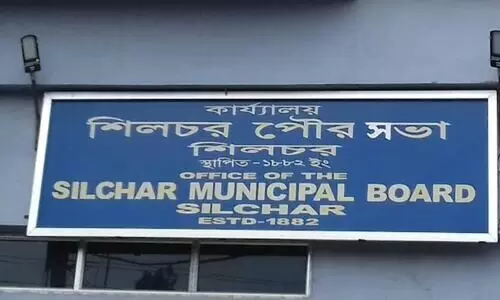 কার্য্যালয়
শিলচর পৌর সভা
শিলচর
স্থাপিত-১৮৮২ ইং
OFFICE OF THE
SILCHAR MUNICIPAL BOARD
SILCHAR
ESTD-1882